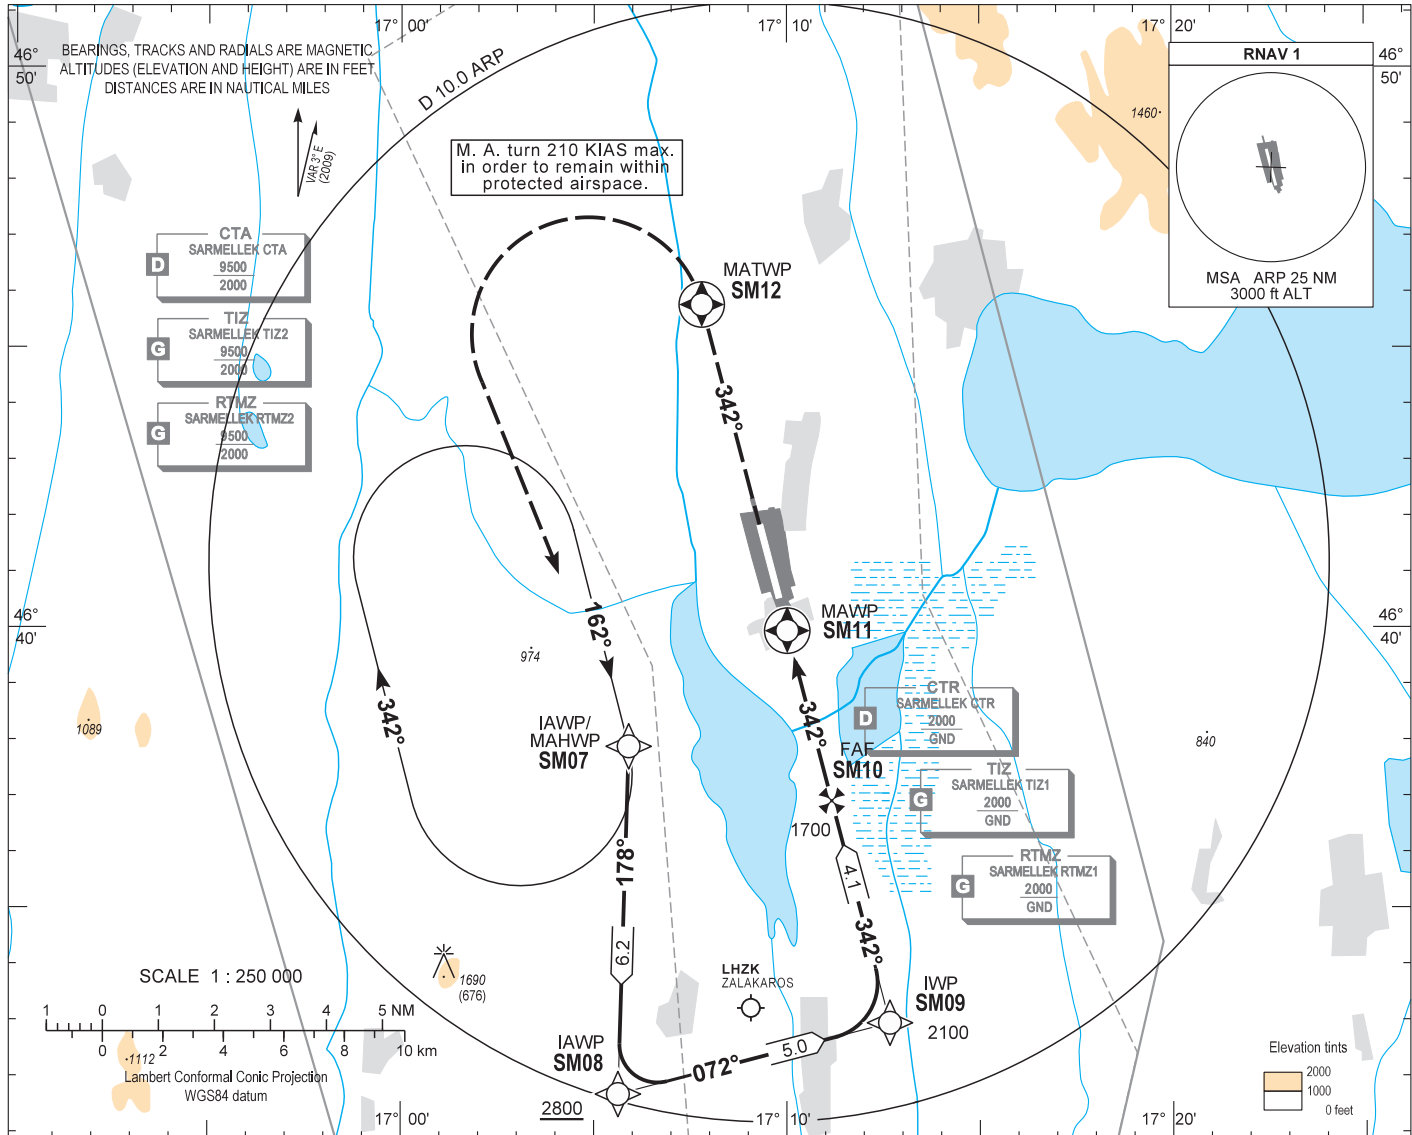 17° 00'
17° 10'
17° 20'
46°
50'
46°
50'
BEARINGS, TRACKS AND RADIALS ARE MAGNETIC
ALTITUDES (ELEVATION AND HEIGHT) ARE IN FEET
DISTANCES ARE IN NAUTICAL MILES
D 10.0 ARP
VAR 3° E
(2009)
RNAV 1
MSA ARP 25 NM
3000 ft ALT
1460
M. A. turn 210 KIAS max.
in order to remain within
protected airspace.
CTA
SARMELLEK CTA
D
9500
2000
TIZ
SARMELLEK TIZ2
G
9500
2000
RTMZ
SARMELLEK RTMZ2
G
9500
2000
MATWP
SM12
342°
46°
40'
46°
40'
MAWP
SM11
162°
974
342°
1089
IAWP/
MAHWP
SM07
342°
FAF
SM10
1700
CTR
SARMELLEK CTR
D
2000
GND
840
TIZ
SARMELLEK TIZ1
G
2000
GND
RTMZ
SARMELLEK RTMZ1
G
2000
GND
178°
4.1
342°
6.2
1690
(676)
LHZK
ZALAKAROS
IWP
SM09
2100
SCALE 1 : 250 000
1 0 1 2 3 4 5 NM
0 2 4 6 8 10 km
1112
Lambert Conformal Conic Projection
WGS84 datum
IAWP
SM08
2800
072°
5.0
Elevation tints
2000
1000
0 feet
17° 00'
17° 10'
17° 20'